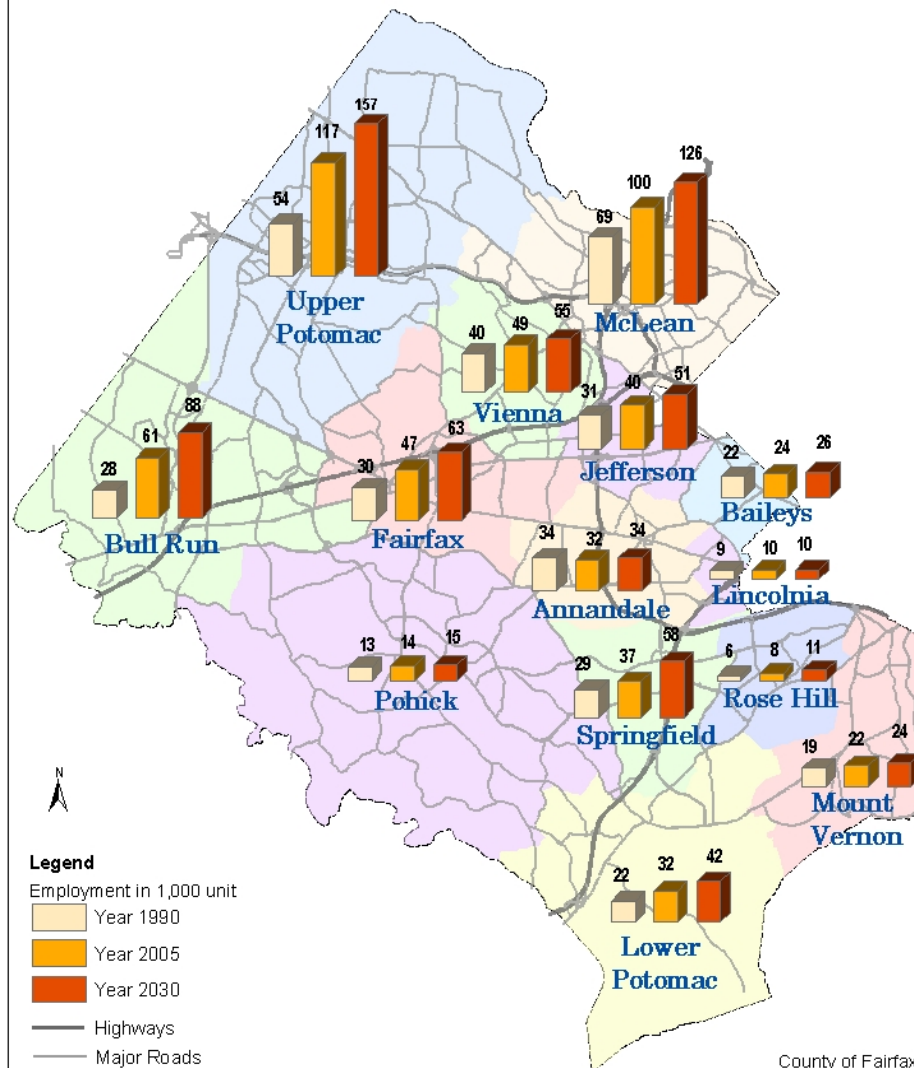 157
117
54
Upper
Potomac
126
100
69
McLean
40
49
55
Vienna
31
40
51
Jefferson
28
61
88
Bull Run
30
47
63
Fairfax
22
24
26
Baileys
34
32
34
Annandale
9
10
10
Lincolnia
13
14
15
Pohick
29
37
58
Springfield
6
8
11
Rose Hill
19
22
24
Mount
Vernon
22
32
42
Lower
Potomac
N
Legend
Employment in 1,000 unit
Year 1990
Year 2005
Year 2030
Highways
Major Roads
County of Fairfax